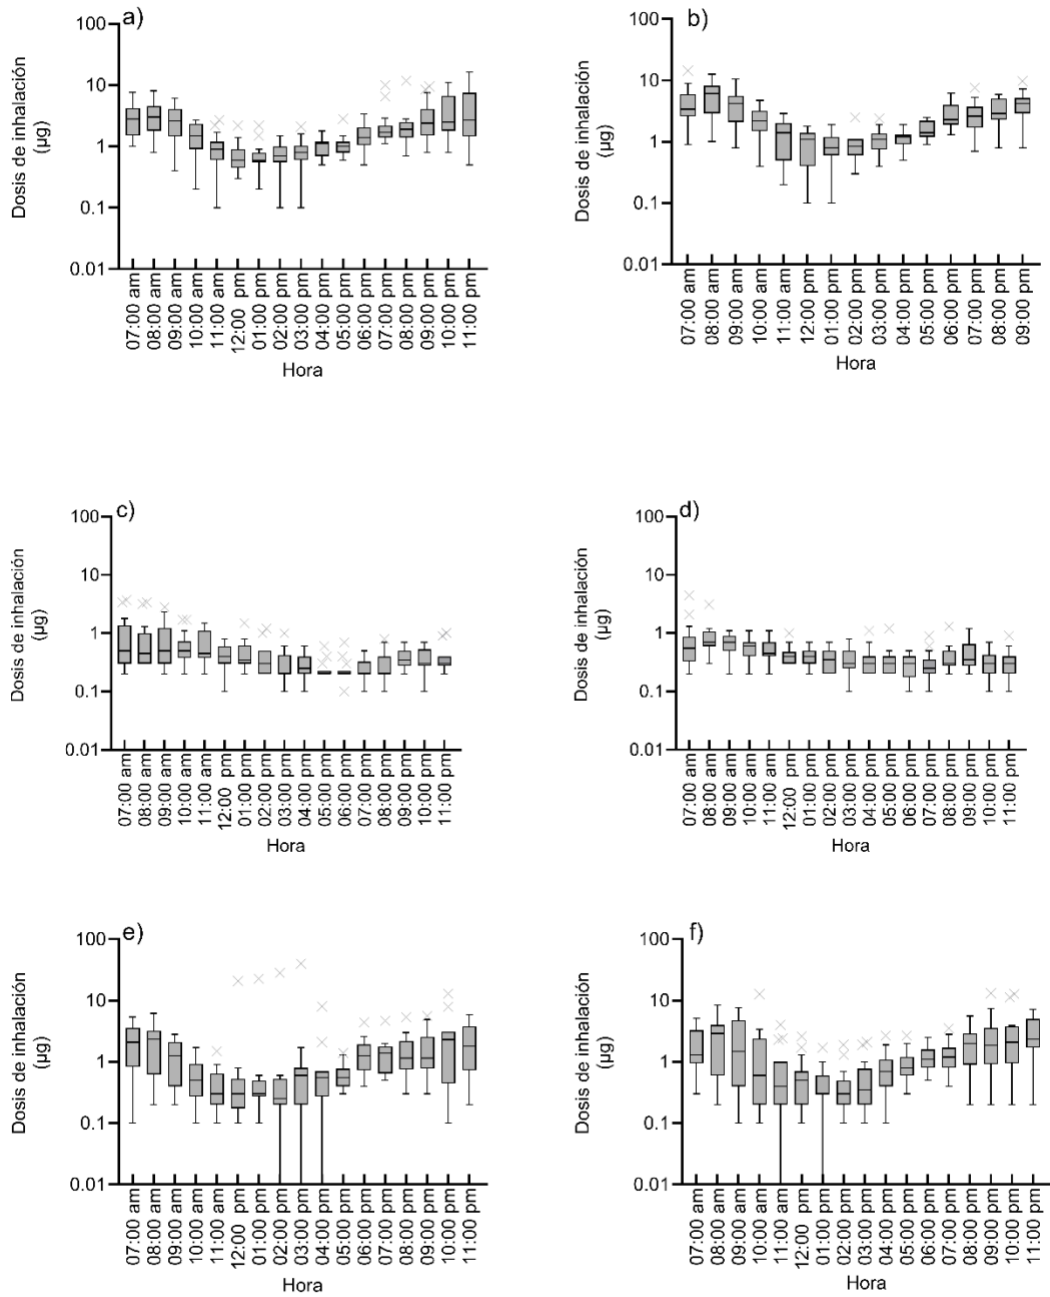 a)
Dosis de inhalación
(µg)
100
10
1
0.1
0.01
07:00 am
08:00 am
09:00 am
10:00 am
11:00 am
12:00 pm
01:00 pm
02:00 pm
03:00 pm
04:00 pm
05:00 pm
06:00 pm
07:00 pm
08:00 pm
09:00 pm
10:00 pm
11:00 pm
Hora
b)
Dosis de inhalación
(µg)
100
10
1
0.1
0.01
07:00 am
08:00 am
09:00 am
10:00 am
11:00 am
12:00 pm
01:00 pm
02:00 pm
03:00 pm
04:00 pm
05:00 pm
06:00 pm
07:00 pm
08:00 pm
09:00 pm
Hora
c)
Dosis de inhalación
(µg)
100
10
1
0.1
0.01
07:00 am
08:00 am
09:00 am
10:00 am
11:00 am
12:00 pm
01:00 pm
02:00 pm
03:00 pm
04:00 pm
05:00 pm
06:00 pm
07:00 pm
08:00 pm
09:00 pm
10:00 pm
11:00 pm
Hora
d)
Dosis de inhalación
(µg)
100
10
1
0.1
0.01
07:00 am
08:00 am
09:00 am
10:00 am
11:00 am
12:00 pm
01:00 pm
02:00 pm
03:00 pm
04:00 pm
05:00 pm
06:00 pm
07:00 pm
08:00 pm
09:00 pm
10:00 pm
11:00 pm
Hora
e)
Dosis de inhalación
(µg)
100
10
1
0.1
0.01
07:00 am
08:00 am
09:00 am
10:00 am
11:00 am
12:00 pm
01:00 pm
02:00 pm
03:00 pm
04:00 pm
05:00 pm
06:00 pm
07:00 pm
08:00 pm
09:00 pm
10:00 pm
11:00 pm
Hora
f)
Dosis de inhalación
(µg)
100
10
1
0.1
0.01
07:00 am
08:00 am
09:00 am
10:00 am
11:00 am
12:00 pm
01:00 pm
02:00 pm
03:00 pm
04:00 pm
05:00 pm
06:00 pm
07:00 pm
08:00 pm
09:00 pm
10:00 pm
11:00 pm
Hora